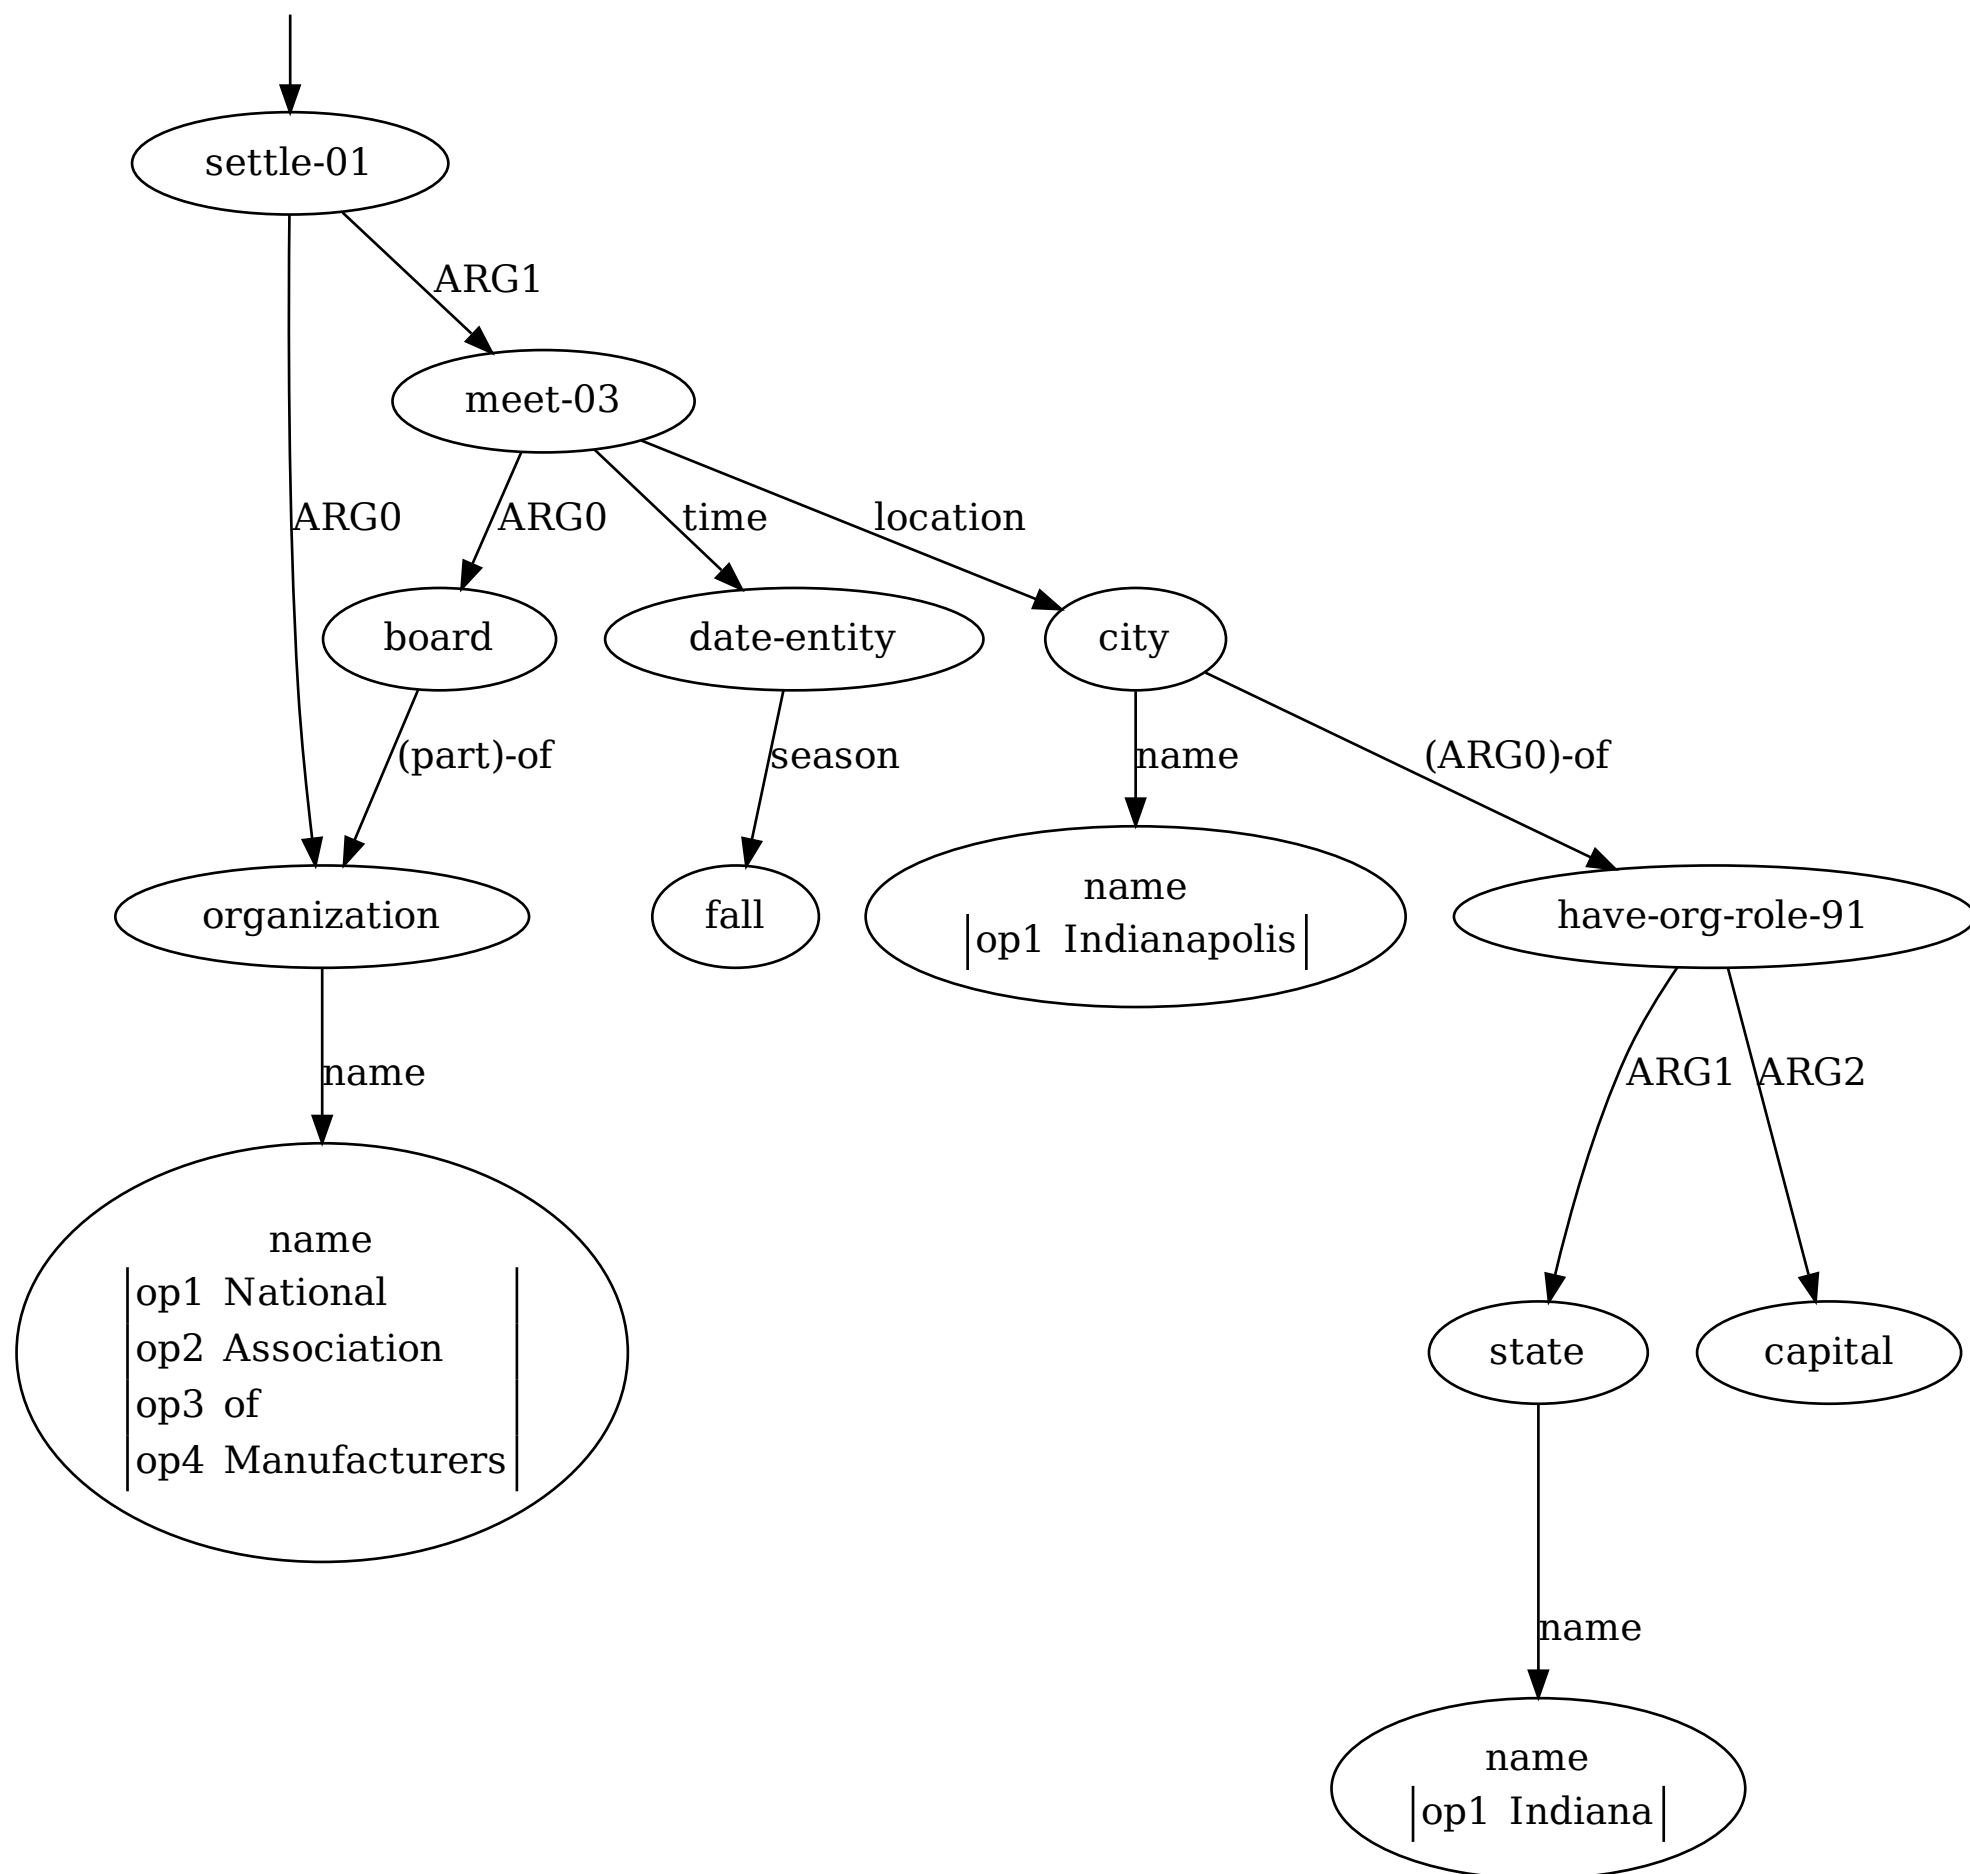 settle-01
ARG1
meet-03
ARG0
ARG0
time
location
board
date-entity
city
(part)-of
season
name
(ARG0)-of
organization
fall
name
op1 Indianapolis
have-org-role-91
name
ARG1
ARG2
name
op1 National
op2 Association
op3 of
op4 Manufacturers
state
capital
name
name
op1 Indiana